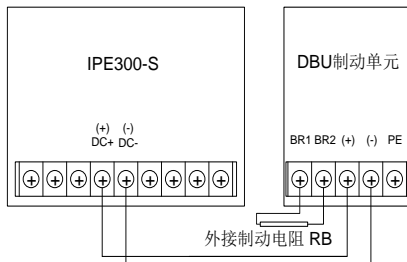 IPE300-S
(+) (-)
DC+ DC-
DBU制动单元
BR1 BR2 (+) (-) PE
外接制动电阻 RB